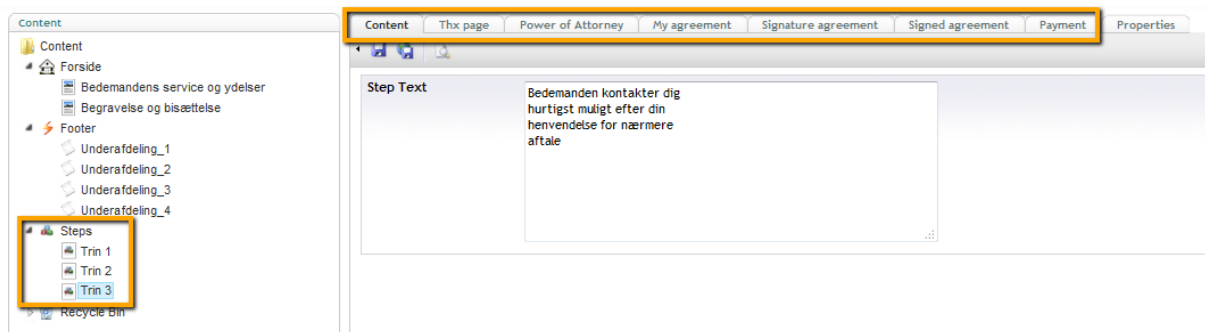 Content
Content
Forside
Bedemandens service og ydelser
Begravelse og bisættelse
Footer
Underafdeling_1
Underafdeling_2
Underafdeling_3
Underafdeling_4
Steps
Trin 1
Trin 2
Trin 3
Recycle Bin
Content Thx page Power of Attorney My agreement Signature agreement Signed agreement Payment Properties
Step Text
Bedemanden kontakter dig
hurtigst muligt efter din
henvendelse for nærmere
aftale